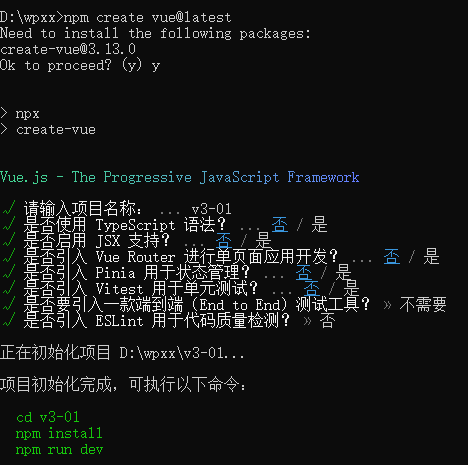 D:\wpxx>npm create vue@latest
Need to install the following packages:
create-vue@3.13.0
Ok to proceed? (y) y
> npx
> create-vue
Vue.js - The Progressive JavaScript Framework
√ 请输入项目名称： ... v3-01
√ 是否使用 TypeScript 语法？ ... 否 / 是
√ 是否启用 JSX 支持？ ... 否 / 是
√ 是否引入 Vue Router 进行单页面应用开发？ ... 否 / 是
√ 是否引入 Pinia 用于状态管理？ ... 否 / 是
√ 是否引入 Vitest 用于单元测试？ ... 否 / 是
√ 是否要引入一款端到端（End to End）测试工具？ » 不需要
√ 是否引入 ESLint 用于代码质量检测？ » 否
正在初始化项目 D:\wpxx\v3-01...
项目初始化完成，可执行以下命令：
cd v3-01
npm install
npm run dev